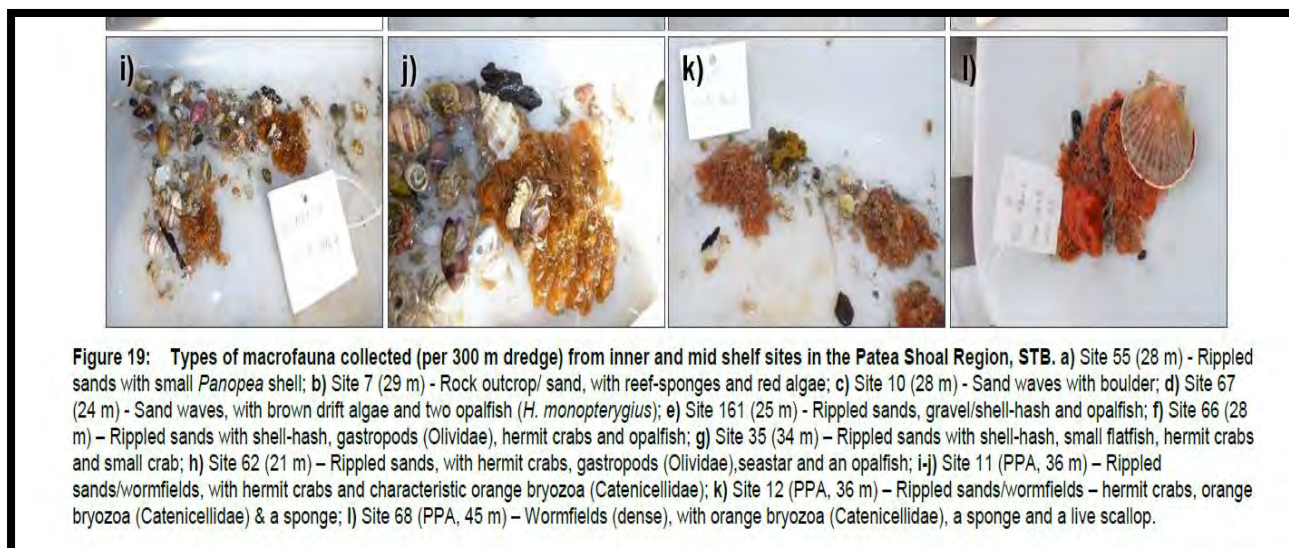 i)
j)
k)
l)
Figure 19: Types of macrofauna collected (per 300 m dredge) from inner and mid shelf sites in the Patea Shoal Region, STB. a) Site 55 (28 m) - Rippled
sands with small Panopea shell; b) Site 7 (29 m) - Rock outcrop/ sand, with reef-sponges and red algae; c) Site 10 (28 m) - Sand waves with boulder; d) Site 67
(24 m) - Sand waves, with brown drift algae and two opalfish (H. monopterygius); e) Site 161 (25 m) - Rippled sands, gravel/shell-hash and opalfish; f) Site 66 (28
m) – Rippled sands with shell-hash, gastropods (Olividae), hermit crabs and opalfish; g) Site 35 (34 m) – Rippled sands with shell-hash, small flatfish, hermit crabs
and small crab; h) Site 62 (21 m) – Rippled sands, with hermit crabs, gastropods (Olividae),seastar and an opalfish; i-j) Site 11 (PPA, 36 m) – Rippled
sands/wormfields, with hermit crabs and characteristic orange bryozoa (Catenicellidae); k) Site 12 (PPA, 36 m) – Rippled sands/wormfields – hermit crabs, orange
bryozoa (Catenicellidae) & a sponge; l) Site 68 (PPA, 45 m) – Wormfields (dense), with orange bryozoa (Catenicellidae), a sponge and a live scallop.